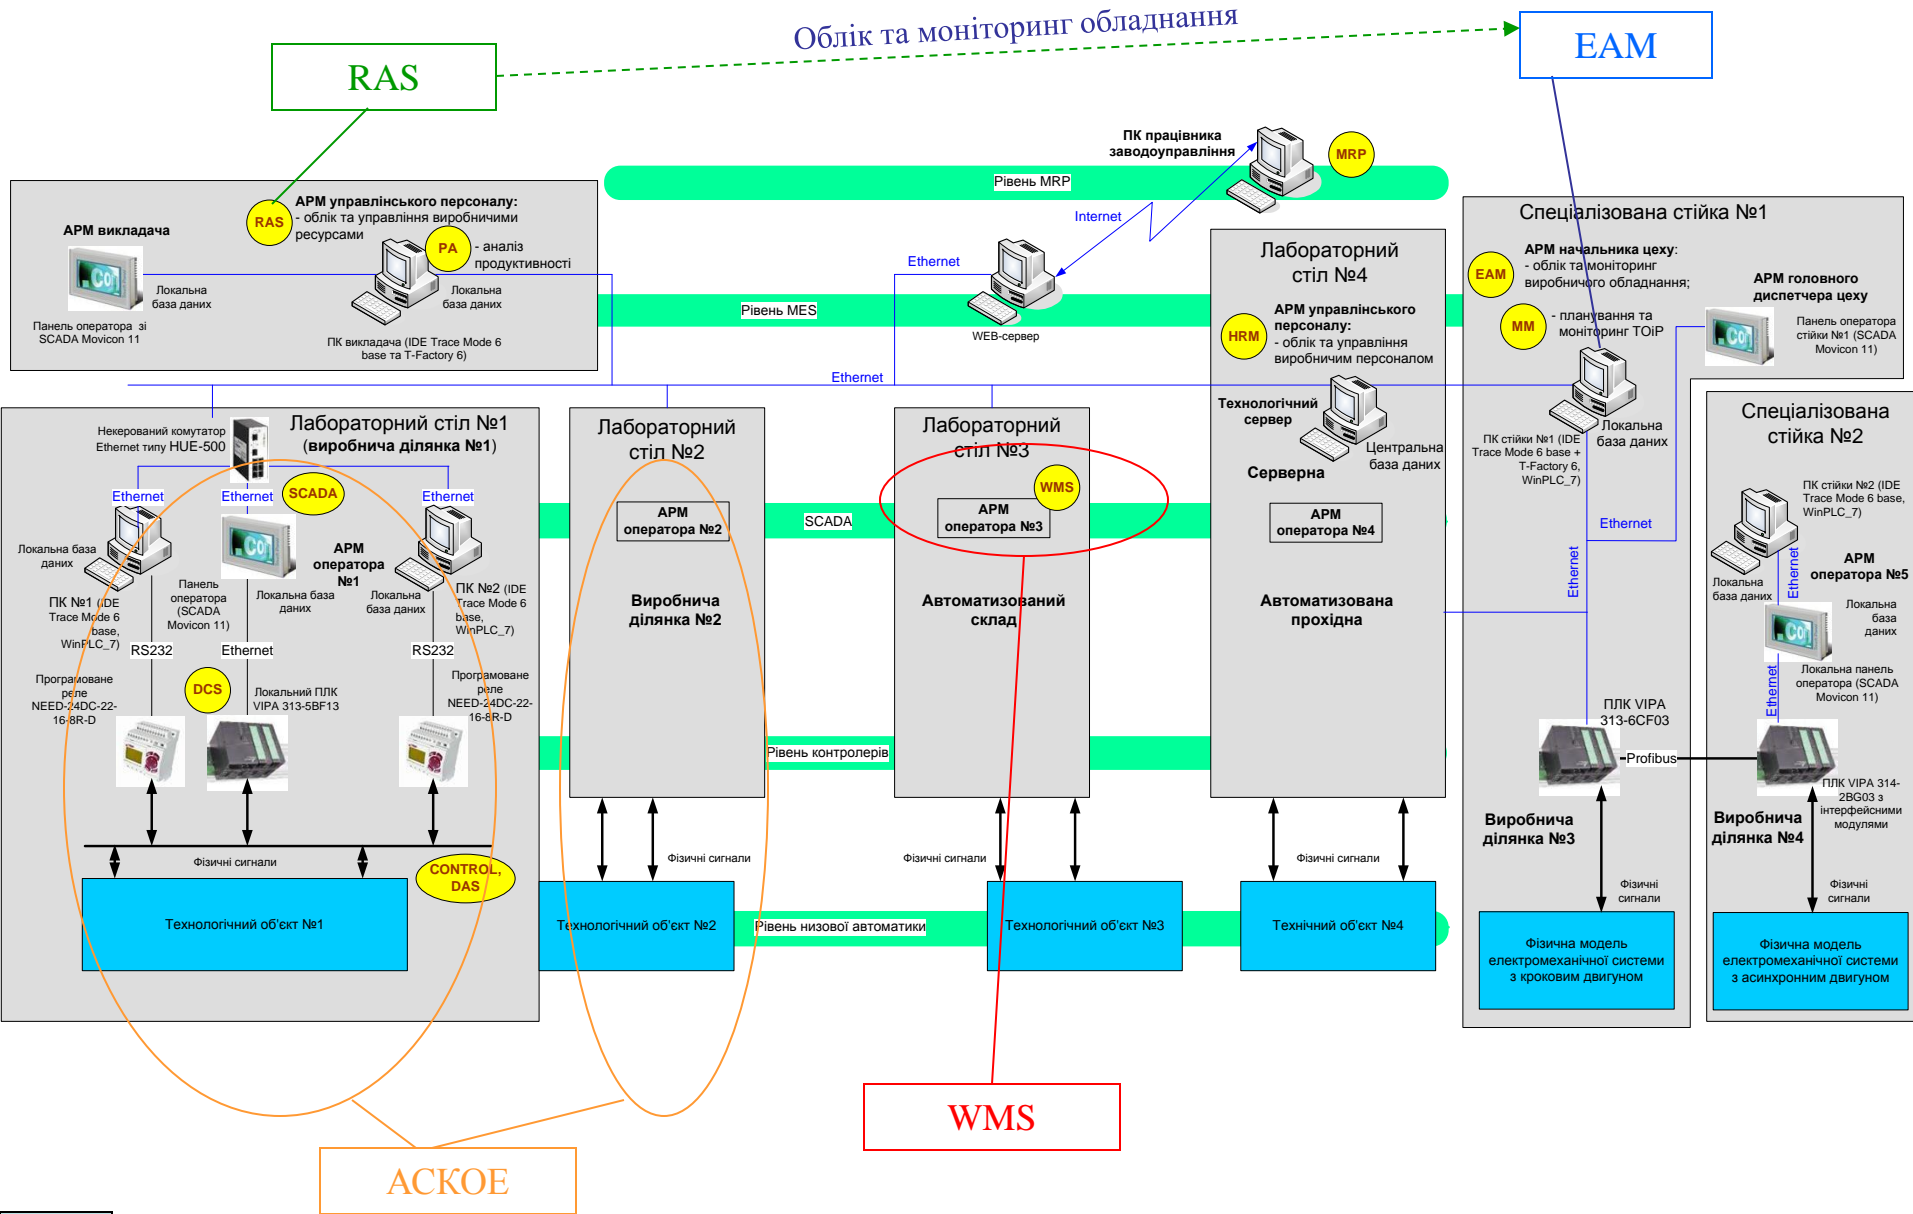 Облік та моніторинг обладнання
RAS
EAM
ПК працівника
заводоуправління
MRP
Рівень MRP
Internet
АРМ викладача
Панель оператора зі
SCADA Movicon 11
Локальна
база даних
RAS
АРМ управлінського персоналу:
- облік та управління виробничими
ресурсами
PA
- аналіз
продуктивності
Локальна
база даних
ПК викладача (IDE Trace Mode 6
base та T-Factory 6)
Ethernet
Рівень MES
WEB-сервер
Ethernet
Лабораторний
стіл №4
HRM
АРМ управлінського
персоналу:
- облік та управління
виробничим персоналом
Технологічний
сервер
Центральна
база даних
Серверна
АРМ
оператора №4
Автоматизована
прохідна
Спеціалізована стійка №1
EAM
АРМ начальника цеху:
- облік та моніторинг
виробничого обладнання;
MM
- планування та
моніторинг ТОіР
АРМ головного
диспетчера цеху
Панель оператора
стійки №1 (SCADA
Movicon 11)
Локальна
база даних
ПК стійки №1 (IDE
Trace Mode 6 base +
T-Factory 6,
WinPLC_7)
Ethernet
Ethernet
ПЛК VIPA
313-6CF03
Profibus
Виробнича
ділянка №3
Фізичні
сигнали
Фізична модель
електромеханічної системи
з кроковим двигуном
Спеціалізована
стійка №2
ПК стійки №2 (IDE
Trace Mode 6 base,
WinPLC_7)
Локальна
база даних
Ethernet
АРМ
оператора №5
Локальна
база
даних
Локальна панель
оператора (SCADA
Movicon 11)
Ethernet
ПЛК VIPA 314-
2BG03 з
інтерфейсними
модулями
Виробнича
ділянка №4
Фізичні
сигнали
Фізична модель
електромеханічної системи
з асинхронним двигуном
Лабораторний стіл №1
(виробнича ділянка №1)
Некерований комутатор
Ethernet типу HUE-500
Ethernet
Ethernet
SCADA
Ethernet
Локальна база
даних
ПК №1 (IDE
Trace Mode 6
base,
WinPLC_7)
Панель
оператора
(SCADA
Movicon 11)
АРМ
оператора
№1
Локальна база
даних
Локальна
база даних
ПК №2 (IDE
Trace Mode 6
base,
WinPLC_7)
RS232
Ethernet
RS232
Програмоване
реле
NEED-24DC-22-
16-8R-D
DCS
Локальний ПЛК
VIPA 313-5BF13
Програмоване
реле
NEED-24DC-22-
16-8R-D
Фізичні сигнали
CONTROL,
DAS
Технологічний об'єкт №1
Лабораторний
стіл №2
АРМ
оператора №2
Виробнича
ділянка №2
Фізичні сигнали
Технологічний об'єкт №2
Лабораторний
стіл №3
WMS
АРМ
оператора №3
Автоматизований
склад
Фізичні сигнали
Технологічний об'єкт №3
SCADA
Рівень контролерів
Рівень низової автоматики
Фізичні сигнали
Технічний об'єкт №4
WMS
АСКОЕ